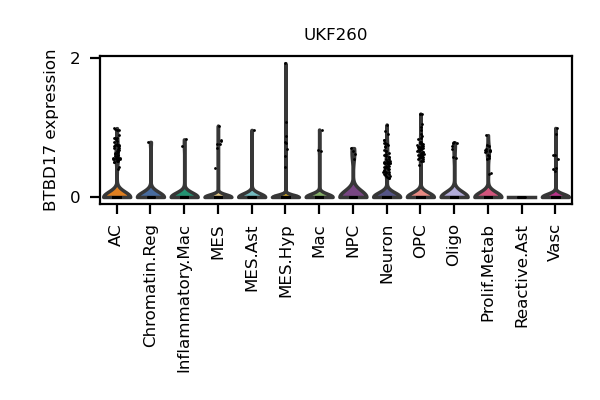 UKF260
BTBD17 expression
2
0
AC
Chromatin.Reg
Inflammatory.Mac
MES
MES.Ast
MES.Hyp
Mac
NPC
Neuron
OPC
Oligo
Prolif.Metab
Reactive.Ast
Vasc